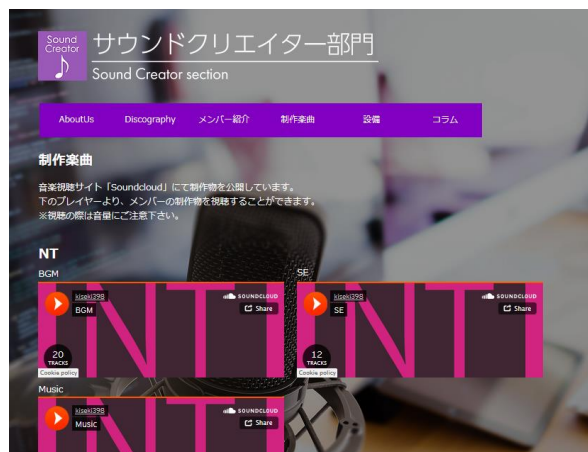 Sound
Creator
サウンドクリエイター部門
Sound Creator section
AboutUs
Discography
メンバー紹介
制作楽曲
設備
コラム
制作楽曲
音楽視聴サイト「Soundcloud」にて制作物を公開しています。
下のプレイヤーより、メンバーの制作物を視聴することができます。
※視聴の際は音量にご注意下さい。
NT
BGM
kiseki398
BGM
SOUNDCLOUD
Share
NT
20
TRACKS
Cookie policy
SE
kiseki398
SE
SOUNDCLOUD
Share
NT
12
TRACKS
Cookie policy
Music
kiseki398
Music
SOUNDCLOUD
Share
NT